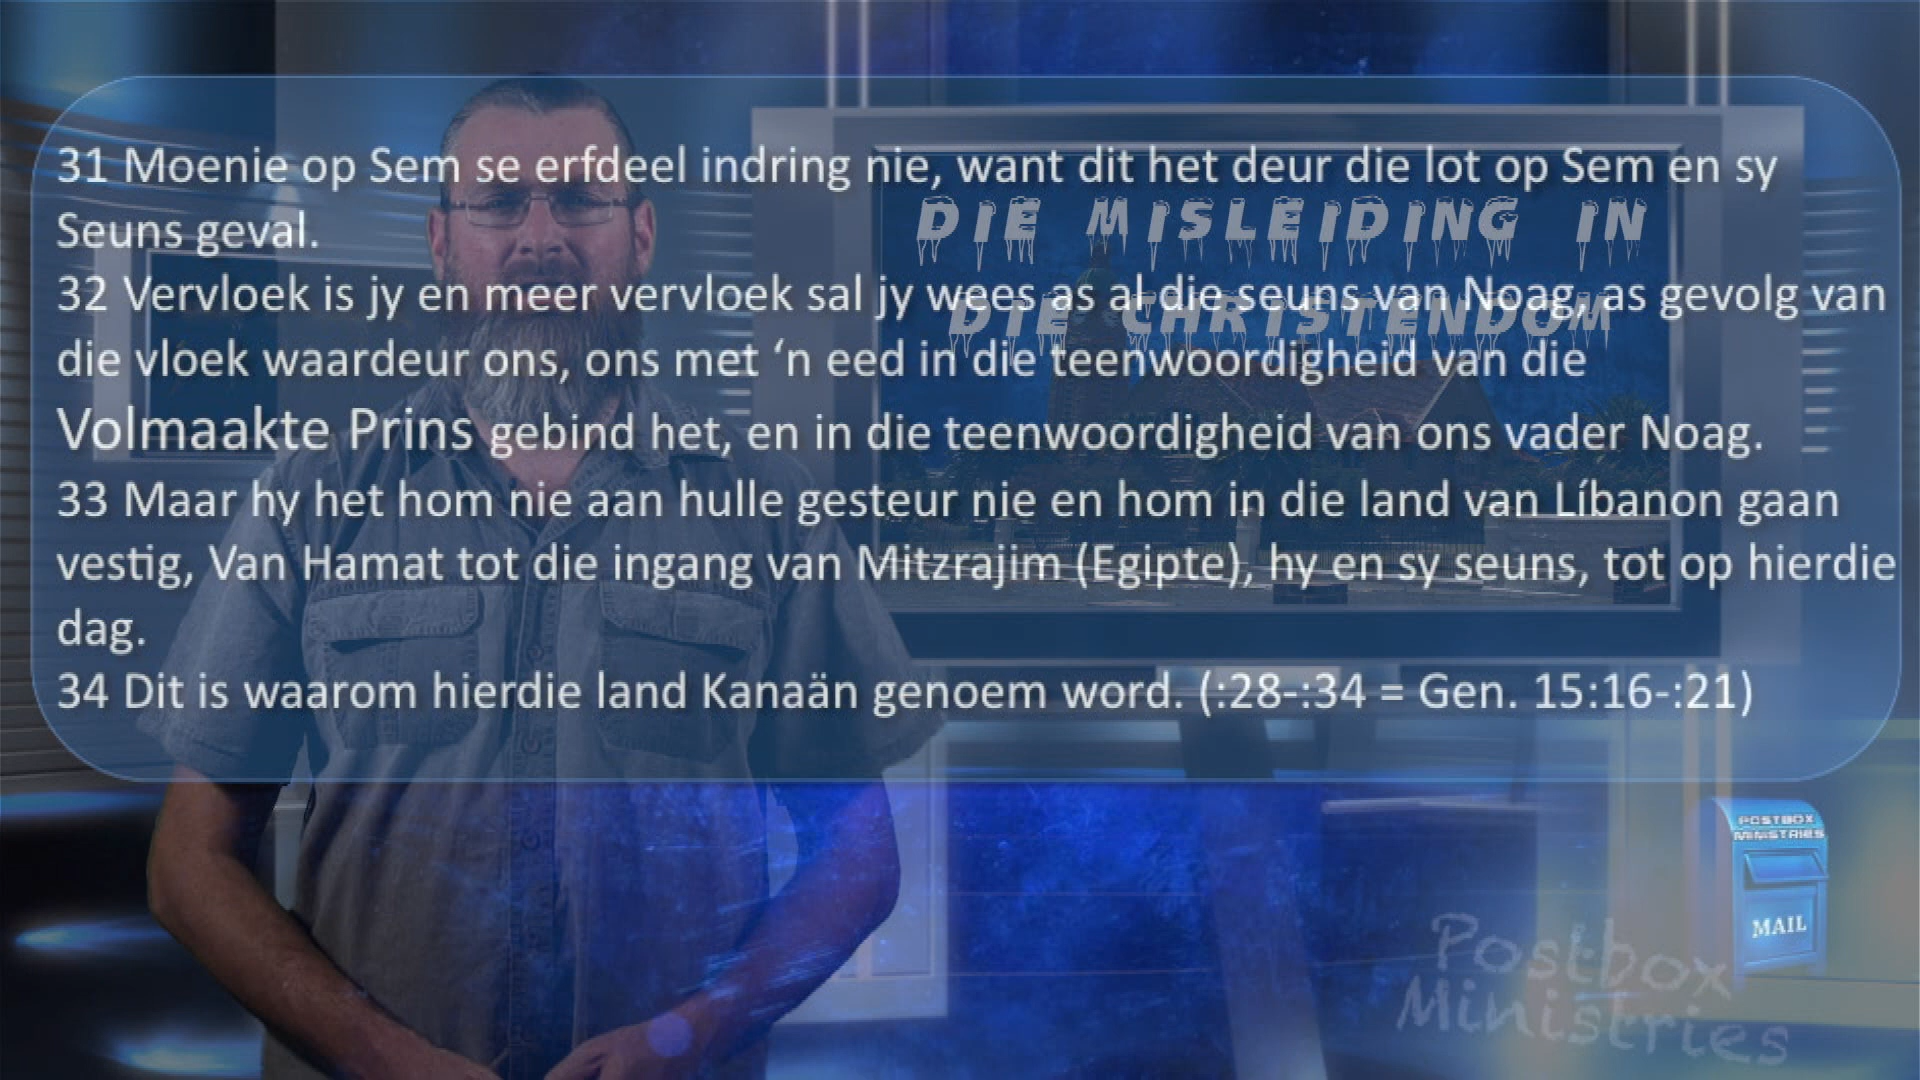 31 Moenie op Sem se erfdeel indring nie, want dit het deur die lot op Sem en sy
Seuns geval.
32 Vervloek is jy en meer vervloek sal jy wees as al die seuns van Noag, as gevolg van
die vloek waardeur ons, ons met ‘n eed in die teenwoordigheid van die
Volmaakte Prins gebind het, en in die teenwoordigheid van ons vader Noag.
33 Maar hy het hom nie aan hulle gesteur nie en hom in die land van Líbanon gaan
vestig, Van Hamat tot die ingang van Mitzrajim (Egipte), hy en sy seuns, tot op hierdie
dag.
34 Dit is waarom hierdie land Kanaän genoem word. (:28-:34 = Gen. 15:16-:21)
DIE MISLEIDING IN
DIE CHRISTENDOM
POSTBOX
MINISTRIES
MAIL
Postbox
Ministries